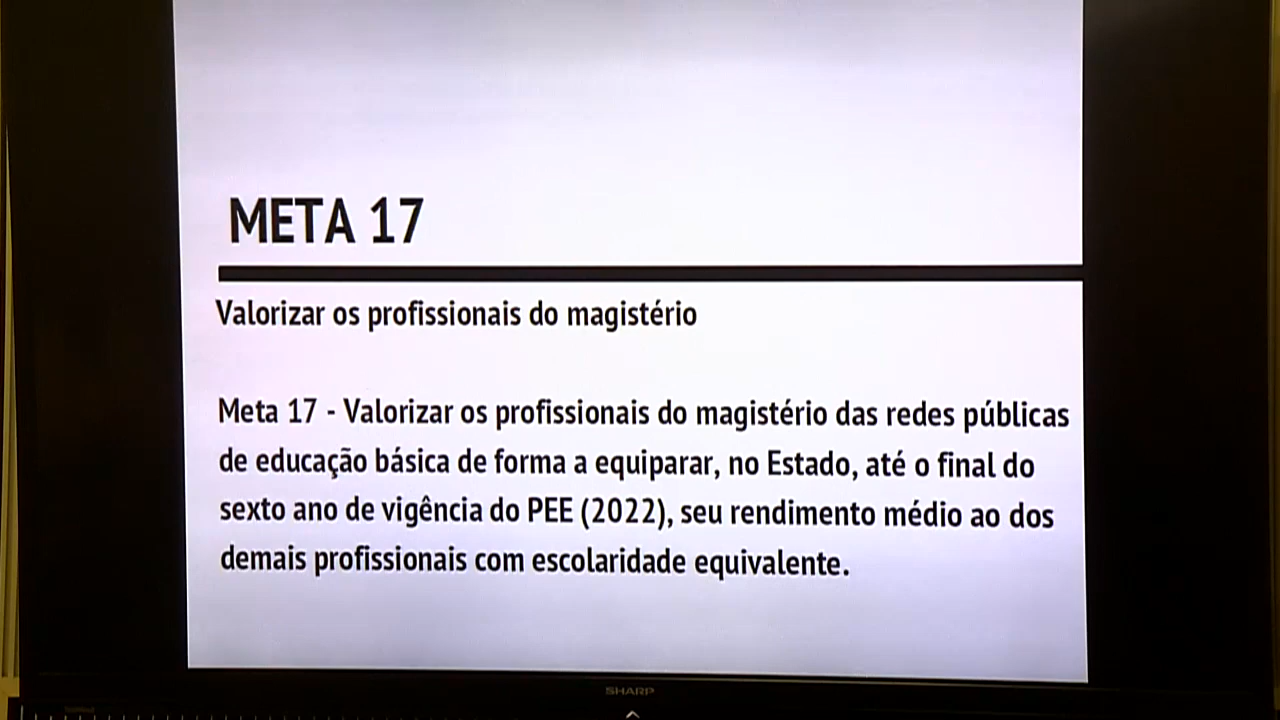 META 17
Valorizar os profissionais do magistério
Meta 17 - Valorizar os profissionais do magistério das redes públicas
de educação básica de forma a equiparar, no Estado, até o final do
sexto ano de vigência do PEE (2022), seu rendimento médio ao dos
demais profissionais com escolaridade equivalente.
SHARP